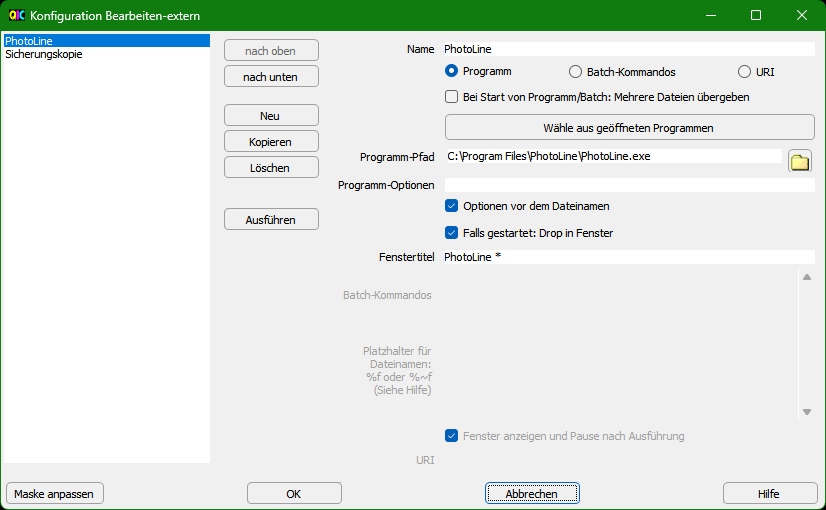 QIC Konfiguration Bearbeiten-extern
PhotoLine
Sicherungskopie
nach oben
nach unten
Neu
Kopieren
Löschen
Ausführen
Name PhotoLine
Programm Batch-Kommandos URI
Bei Start von Programm/Batch: Mehrere Dateien übergeben
Wähle aus geöffneten Programmen
Programm-Pfad C:\Program Files\PhotoLine\PhotoLine.exe
Programm-Optionen
Optionen vor dem Dateinamen
Falls gestartet: Drop in Fenster
Fenstertitel PhotoLine *
Batch-Kommandos
Platzhalter für
Dateinamen:
%f oder %~f
(Siehe Hilfe)
Fenster anzeigen und Pause nach Ausführung
URI
Maske anpassen OK Abbrechen Hilfe